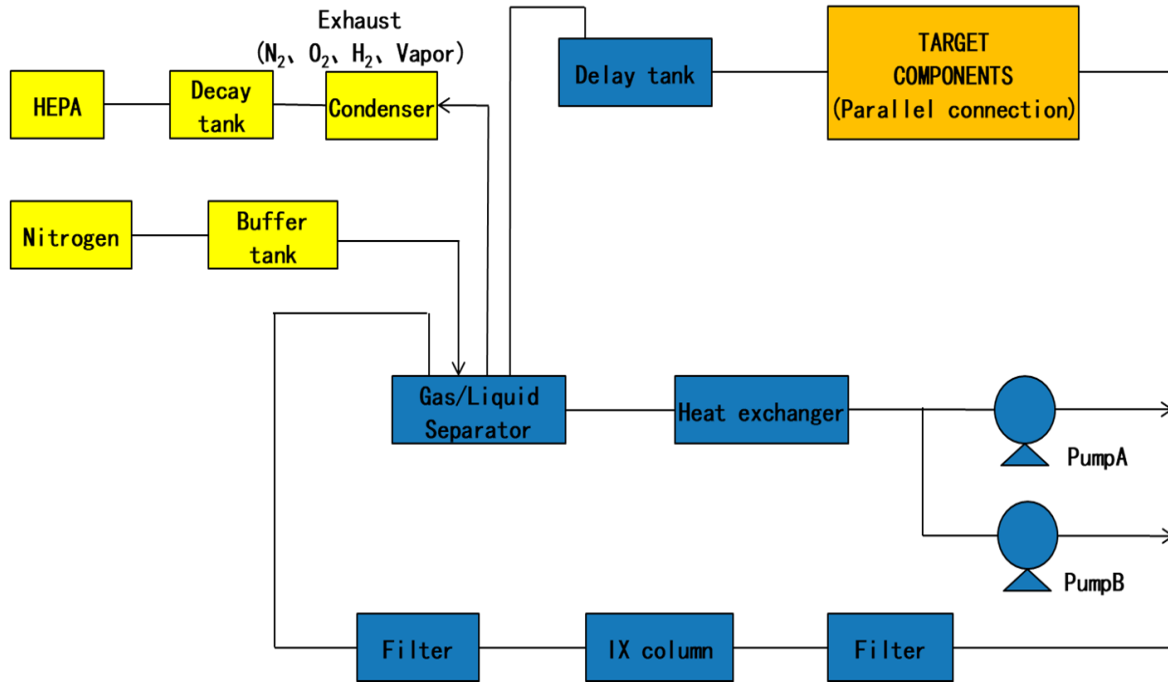 Exhaust
(N₂、O₂、H₂、Vapor)
HEPA
Decay
tank
Condenser
Delay tank
TARGET
COMPONENTS
(Parallel connection)
Nitrogen
Buffer
tank
Gas/Liquid
Separator
Heat exchanger
PumpA
PumpB
Filter
IX column
Filter